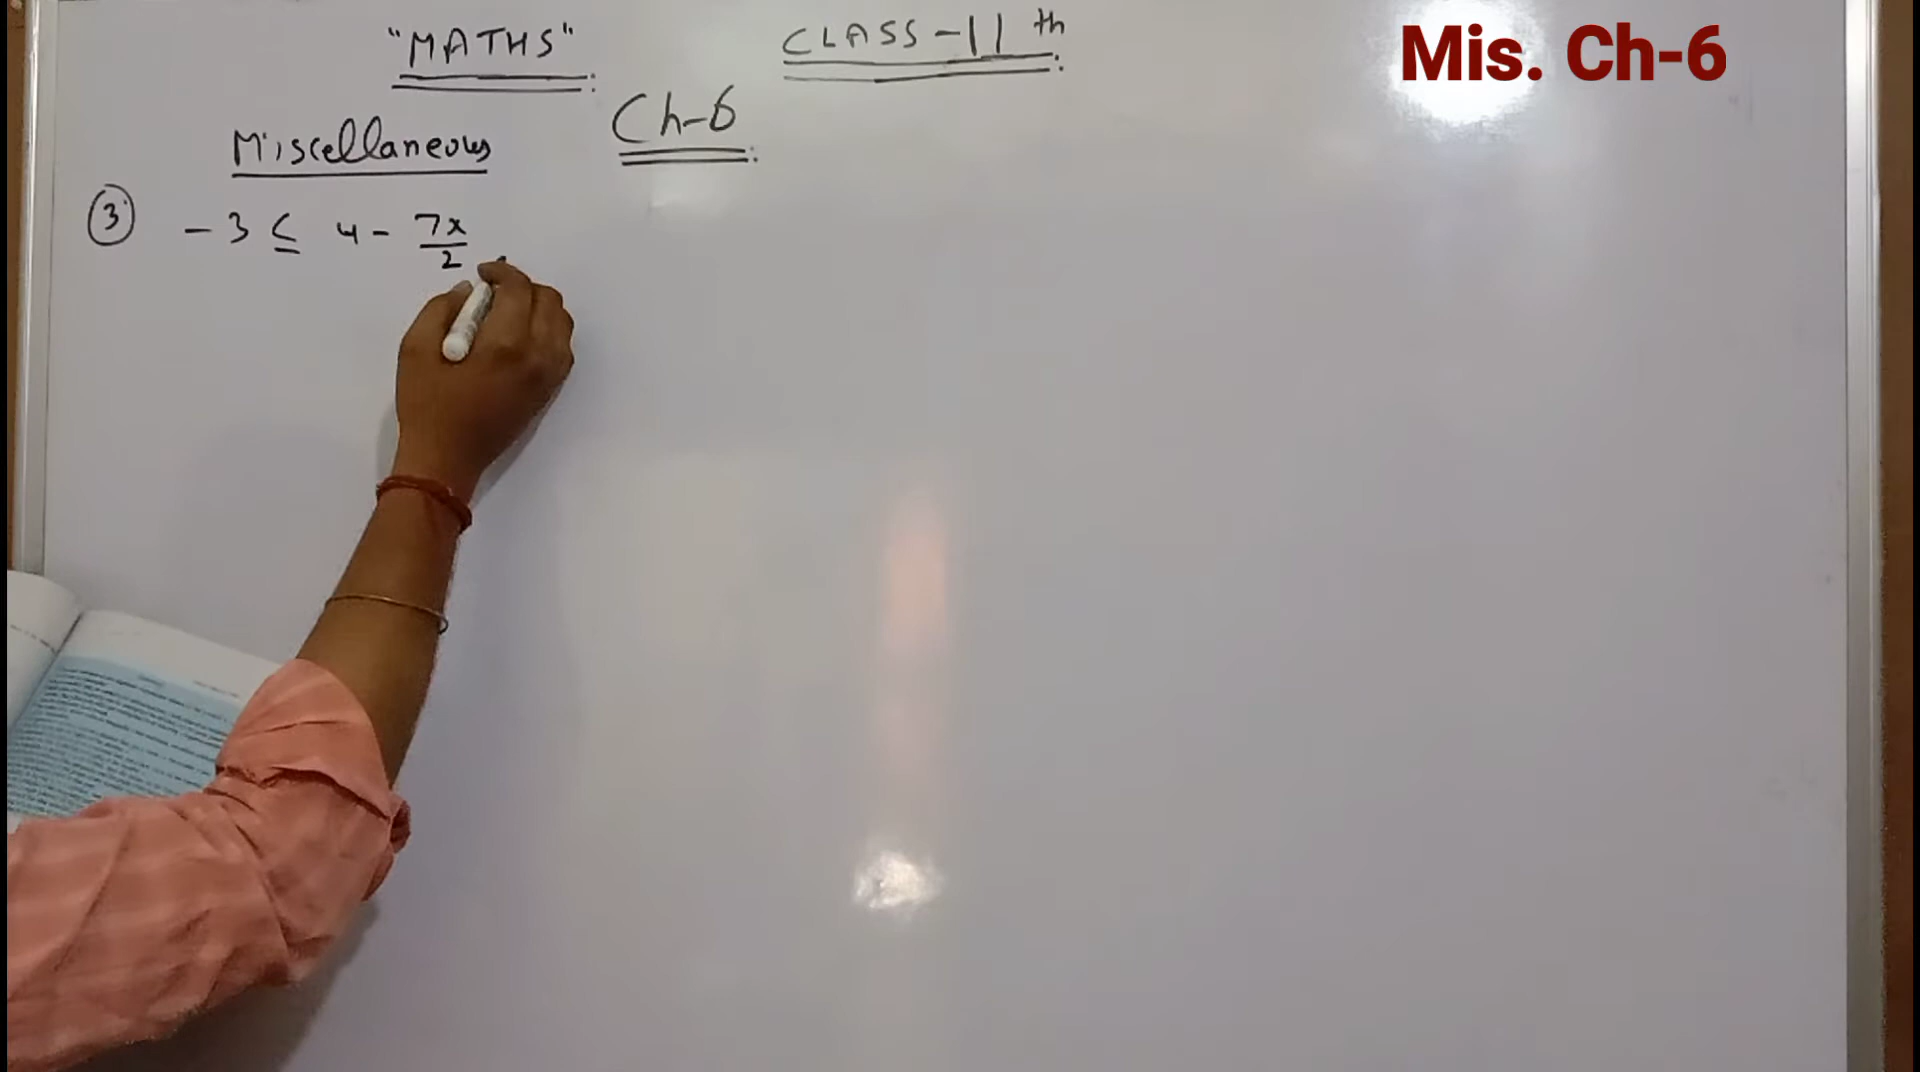 "MATHS"
CLASS-11th
Mis. Ch-6
Ch-6
Miscellaneous
③ -3 ≤ 4 - 7x/2